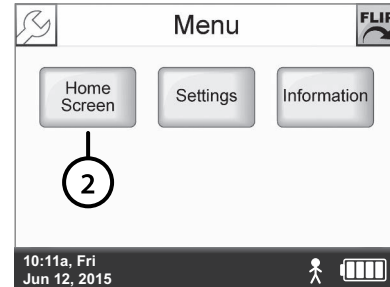 Menu
FLIP
Home
Screen
Settings
Information
2
10:11a, Fri
Jun 12, 2015